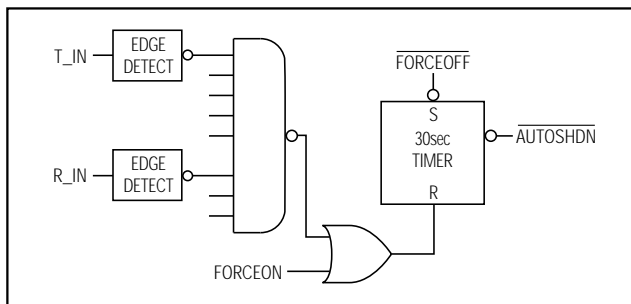 T_IN
EDGE
DETECT
R_IN
EDGE
DETECT
FORCEON
FORCEOFF
S
30sec
TIMER
R
AUTOSHDN